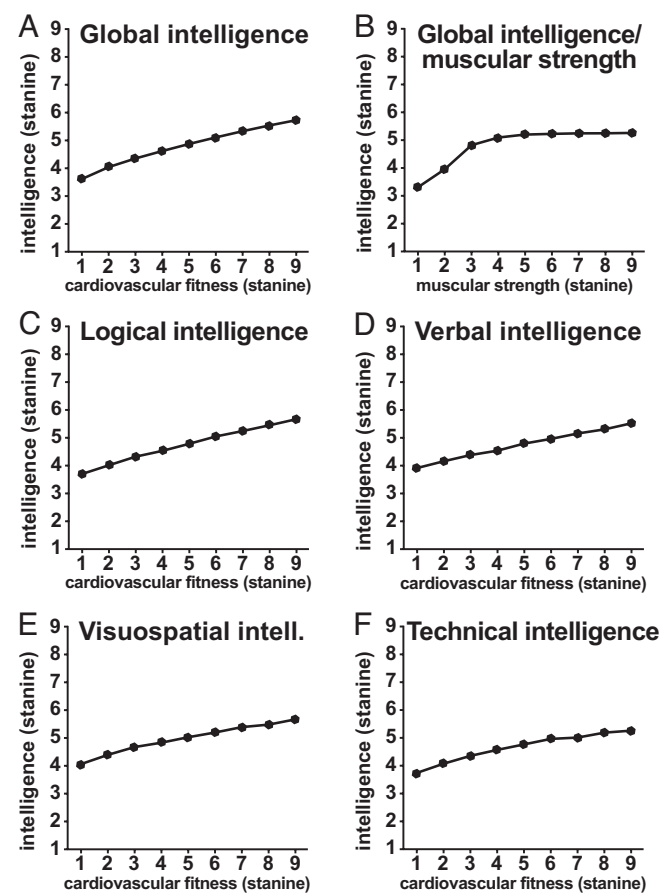 A
Global intelligence
intelligence (stanine)
9
8
7
6
5
4
3
2
1
1 2 3 4 5 6 7 8 9
cardiovascular fitness (stanine)
B
Global intelligence/
muscular strength
intelligence (stanine)
9
8
7
6
5
4
3
2
1
1 2 3 4 5 6 7 8 9
muscular strength (stanine)
C
Logical intelligence
intelligence (stanine)
9
8
7
6
5
4
3
2
1
1 2 3 4 5 6 7 8 9
cardiovascular fitness (stanine)
D
Verbal intelligence
intelligence (stanine)
9
8
7
6
5
4
3
2
1
1 2 3 4 5 6 7 8 9
cardiovascular fitness (stanine)
E
Visuospatial intell.
intelligence (stanine)
9
8
7
6
5
4
3
2
1
1 2 3 4 5 6 7 8 9
cardiovascular fitness (stanine)
F
Technical intelligence
intelligence (stanine)
9
8
7
6
5
4
3
2
1
1 2 3 4 5 6 7 8 9
cardiovascular fitness (stanine)